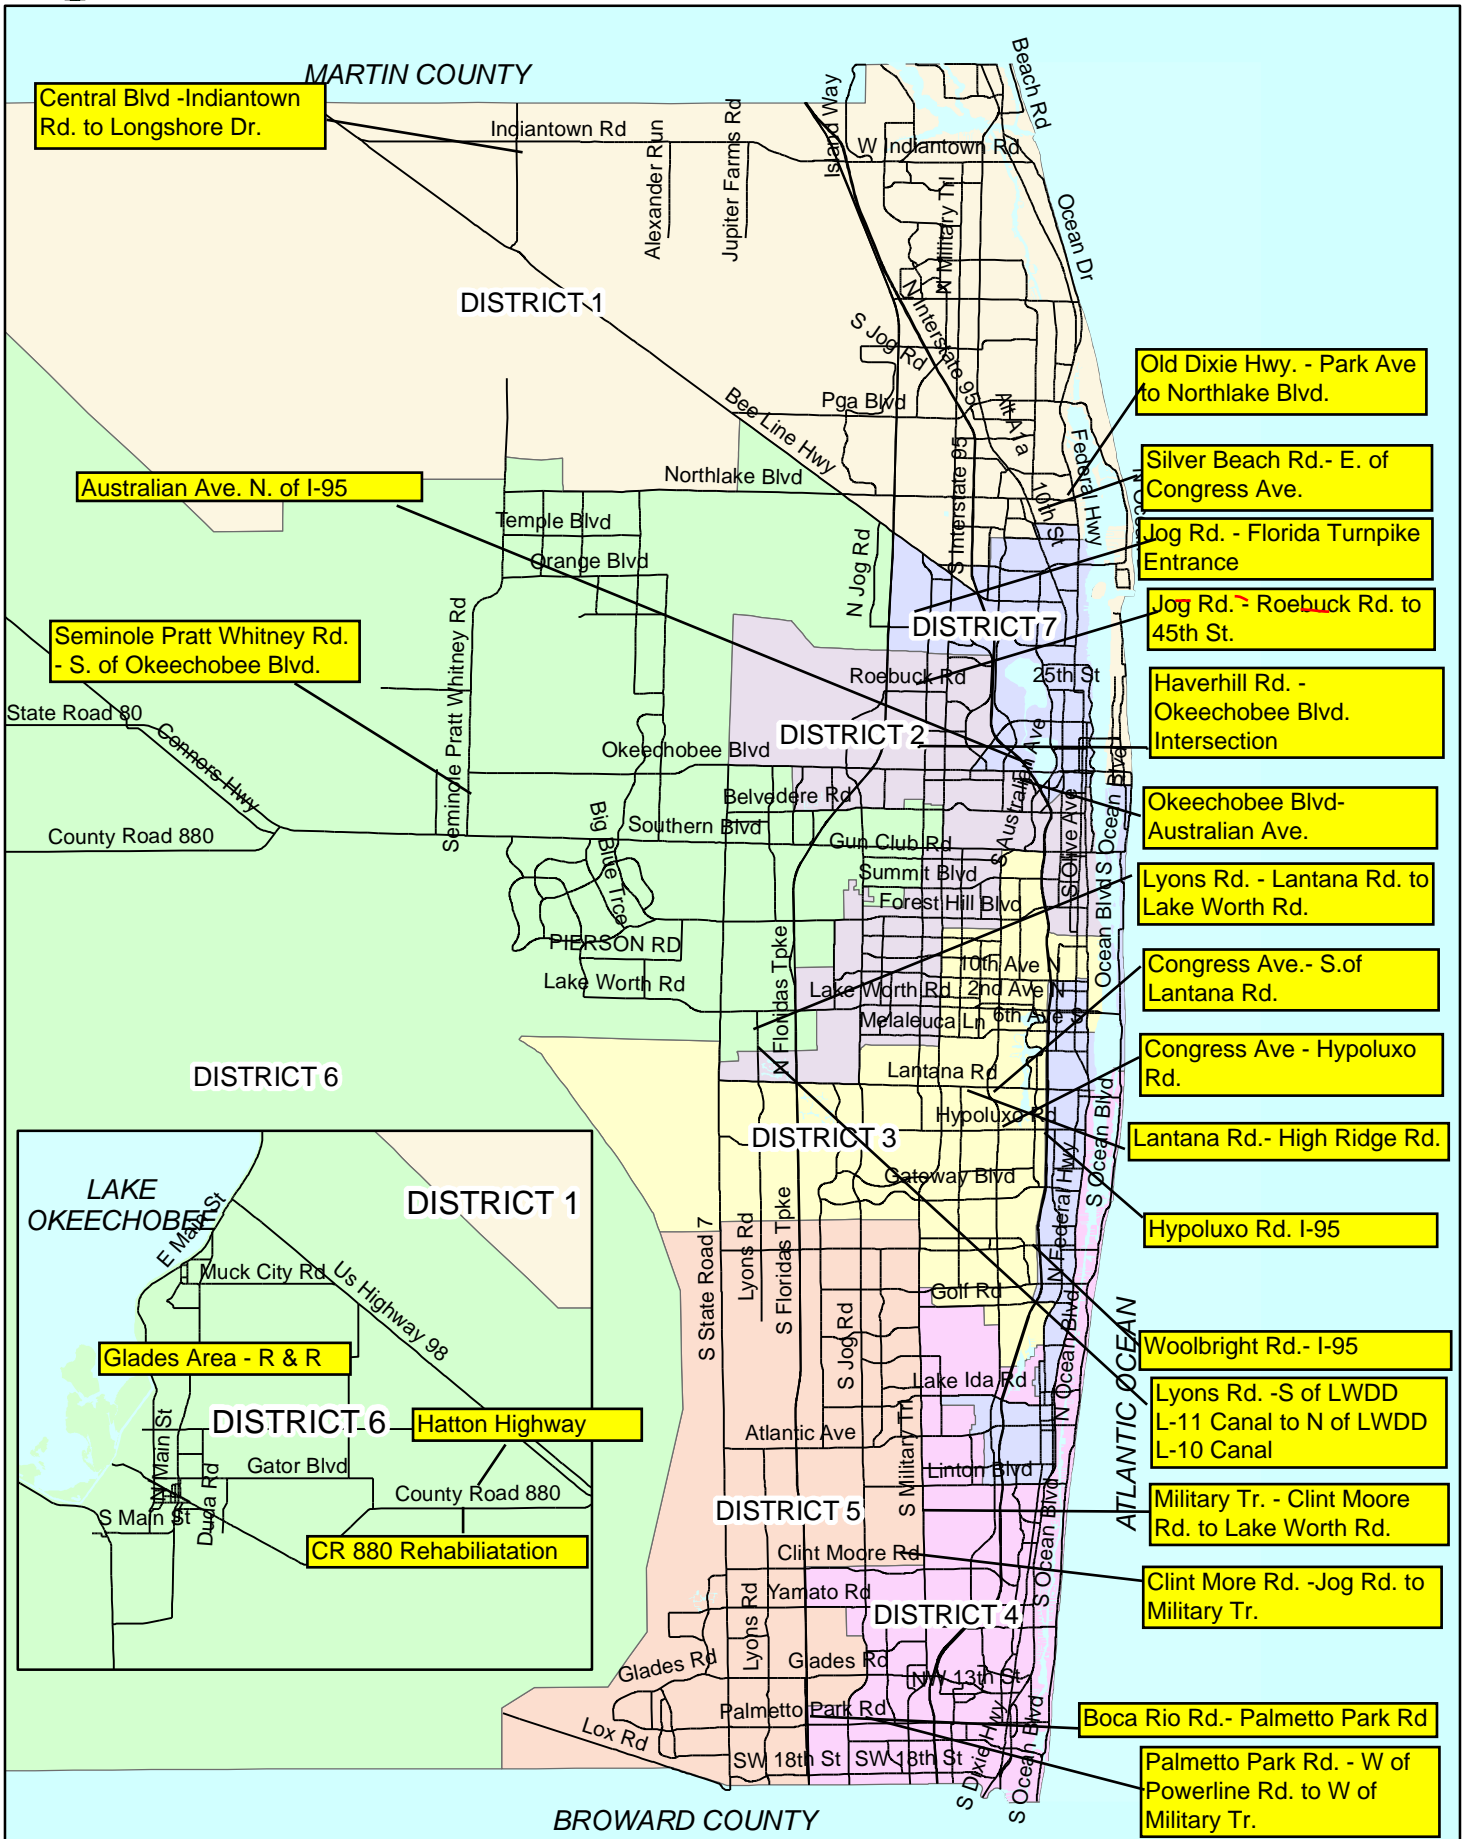 MARTIN COUNTY
Central Blvd -Indiantown
Rd. to Longshore Dr.
Indiantown Rd
Alexander Run
Jupiter Farms Rd
Island Way
Beach Rd
W Indiantown Rd
N Military Trl
Ocean Dr
DISTRICT 1
N Interstate 95
S Jog Rd
Old Dixie Hwy. - Park Ave
to Northlake Blvd.
Pga Blvd
Alt A1a
Bee Line Hwy
Federal Hwy
Silver Beach Rd.- E. of
Congress Ave.
Northlake Blvd
Australian Ave. N. of I-95
S Interstate 95
10th St
Temple Blvd
Jog Rd. - Florida Turnpike
Entrance
Orange Blvd
N Jog Rd
Jog Rd. - Roebuck Rd. to
45th St.
DISTRICT 7
Seminole Pratt Whitney Rd.
- S. of Okeechobee Blvd.
Seminole Pratt Whitney Rd
Roebuck Rd
25th St
Haverhill Rd. -
Okeechobee Blvd.
Intersection
State Road 80
Connors Hwy
DISTRICT 2
Okeechobee Blvd
S Australian Ave
S Ocean Blvd
Belvedere Rd
Okeechobee Blvd-
Australian Ave.
Big Blue Trce
Southern Blvd
County Road 880
Gun Club Rd
S Olive Ave
Summit Blvd
Lyons Rd. - Lantana Rd. to
Lake Worth Rd.
Forest Hill Blvd
Ocean Blvd
PIERSON RD
10th Ave N
Congress Ave.- S.of
Lantana Rd.
Lake Worth Rd
N Floridas Tpke
Lake Worth Rd
2nd Ave N
Melaleuca Ln
6th Ave S
Congress Ave - Hypoluxo
Rd.
DISTRICT 6
Lantana Rd
S Ocean Blvd
Hypoluxo Rd
Lantana Rd.- High Ridge Rd.
DISTRICT 3
Gateway Blvd
LAKE
OKEECHOBEE
DISTRICT 1
E Main St
S State Road 7
Lyons Rd
S Floridas Tpke
N Federal Hwy
Hypoluxo Rd. I-95
Muck City Rd
Us Highway 98
Golf Rd
S Jog Rd
N Ocean Blvd
ATLANTIC OCEAN
Woolbright Rd.- I-95
Glades Area - R & R
Lake Ida Rd
Lyons Rd. -S of LWDD
L-11 Canal to N of LWDD
L-10 Canal
DISTRICT 6
Hatton Highway
N Main St
Atlantic Ave
S Military Trl
Gator Blvd
Linton Blvd
County Road 880
Duda Rd
S Main St
DISTRICT 5
Military Tr. - Clint Moore
Rd. to Lake Worth Rd.
CR 880 Rehabiliatation
Clint Moore Rd
S Ocean Blvd
Clint More Rd. -Jog Rd. to
Military Tr.
Yamato Rd
Lyons Rd
DISTRICT 4
Glades Rd
Glades Rd
NW 13th St
Palmetto Park Rd
Boca Rio Rd.- Palmetto Park Rd
Lox Rd
SW 18th St
SW 18th St
S Dixie Hwy
S Ocean Blvd
Palmetto Park Rd. - W of
Powerline Rd. to W of
Military Tr.
BROWARD COUNTY